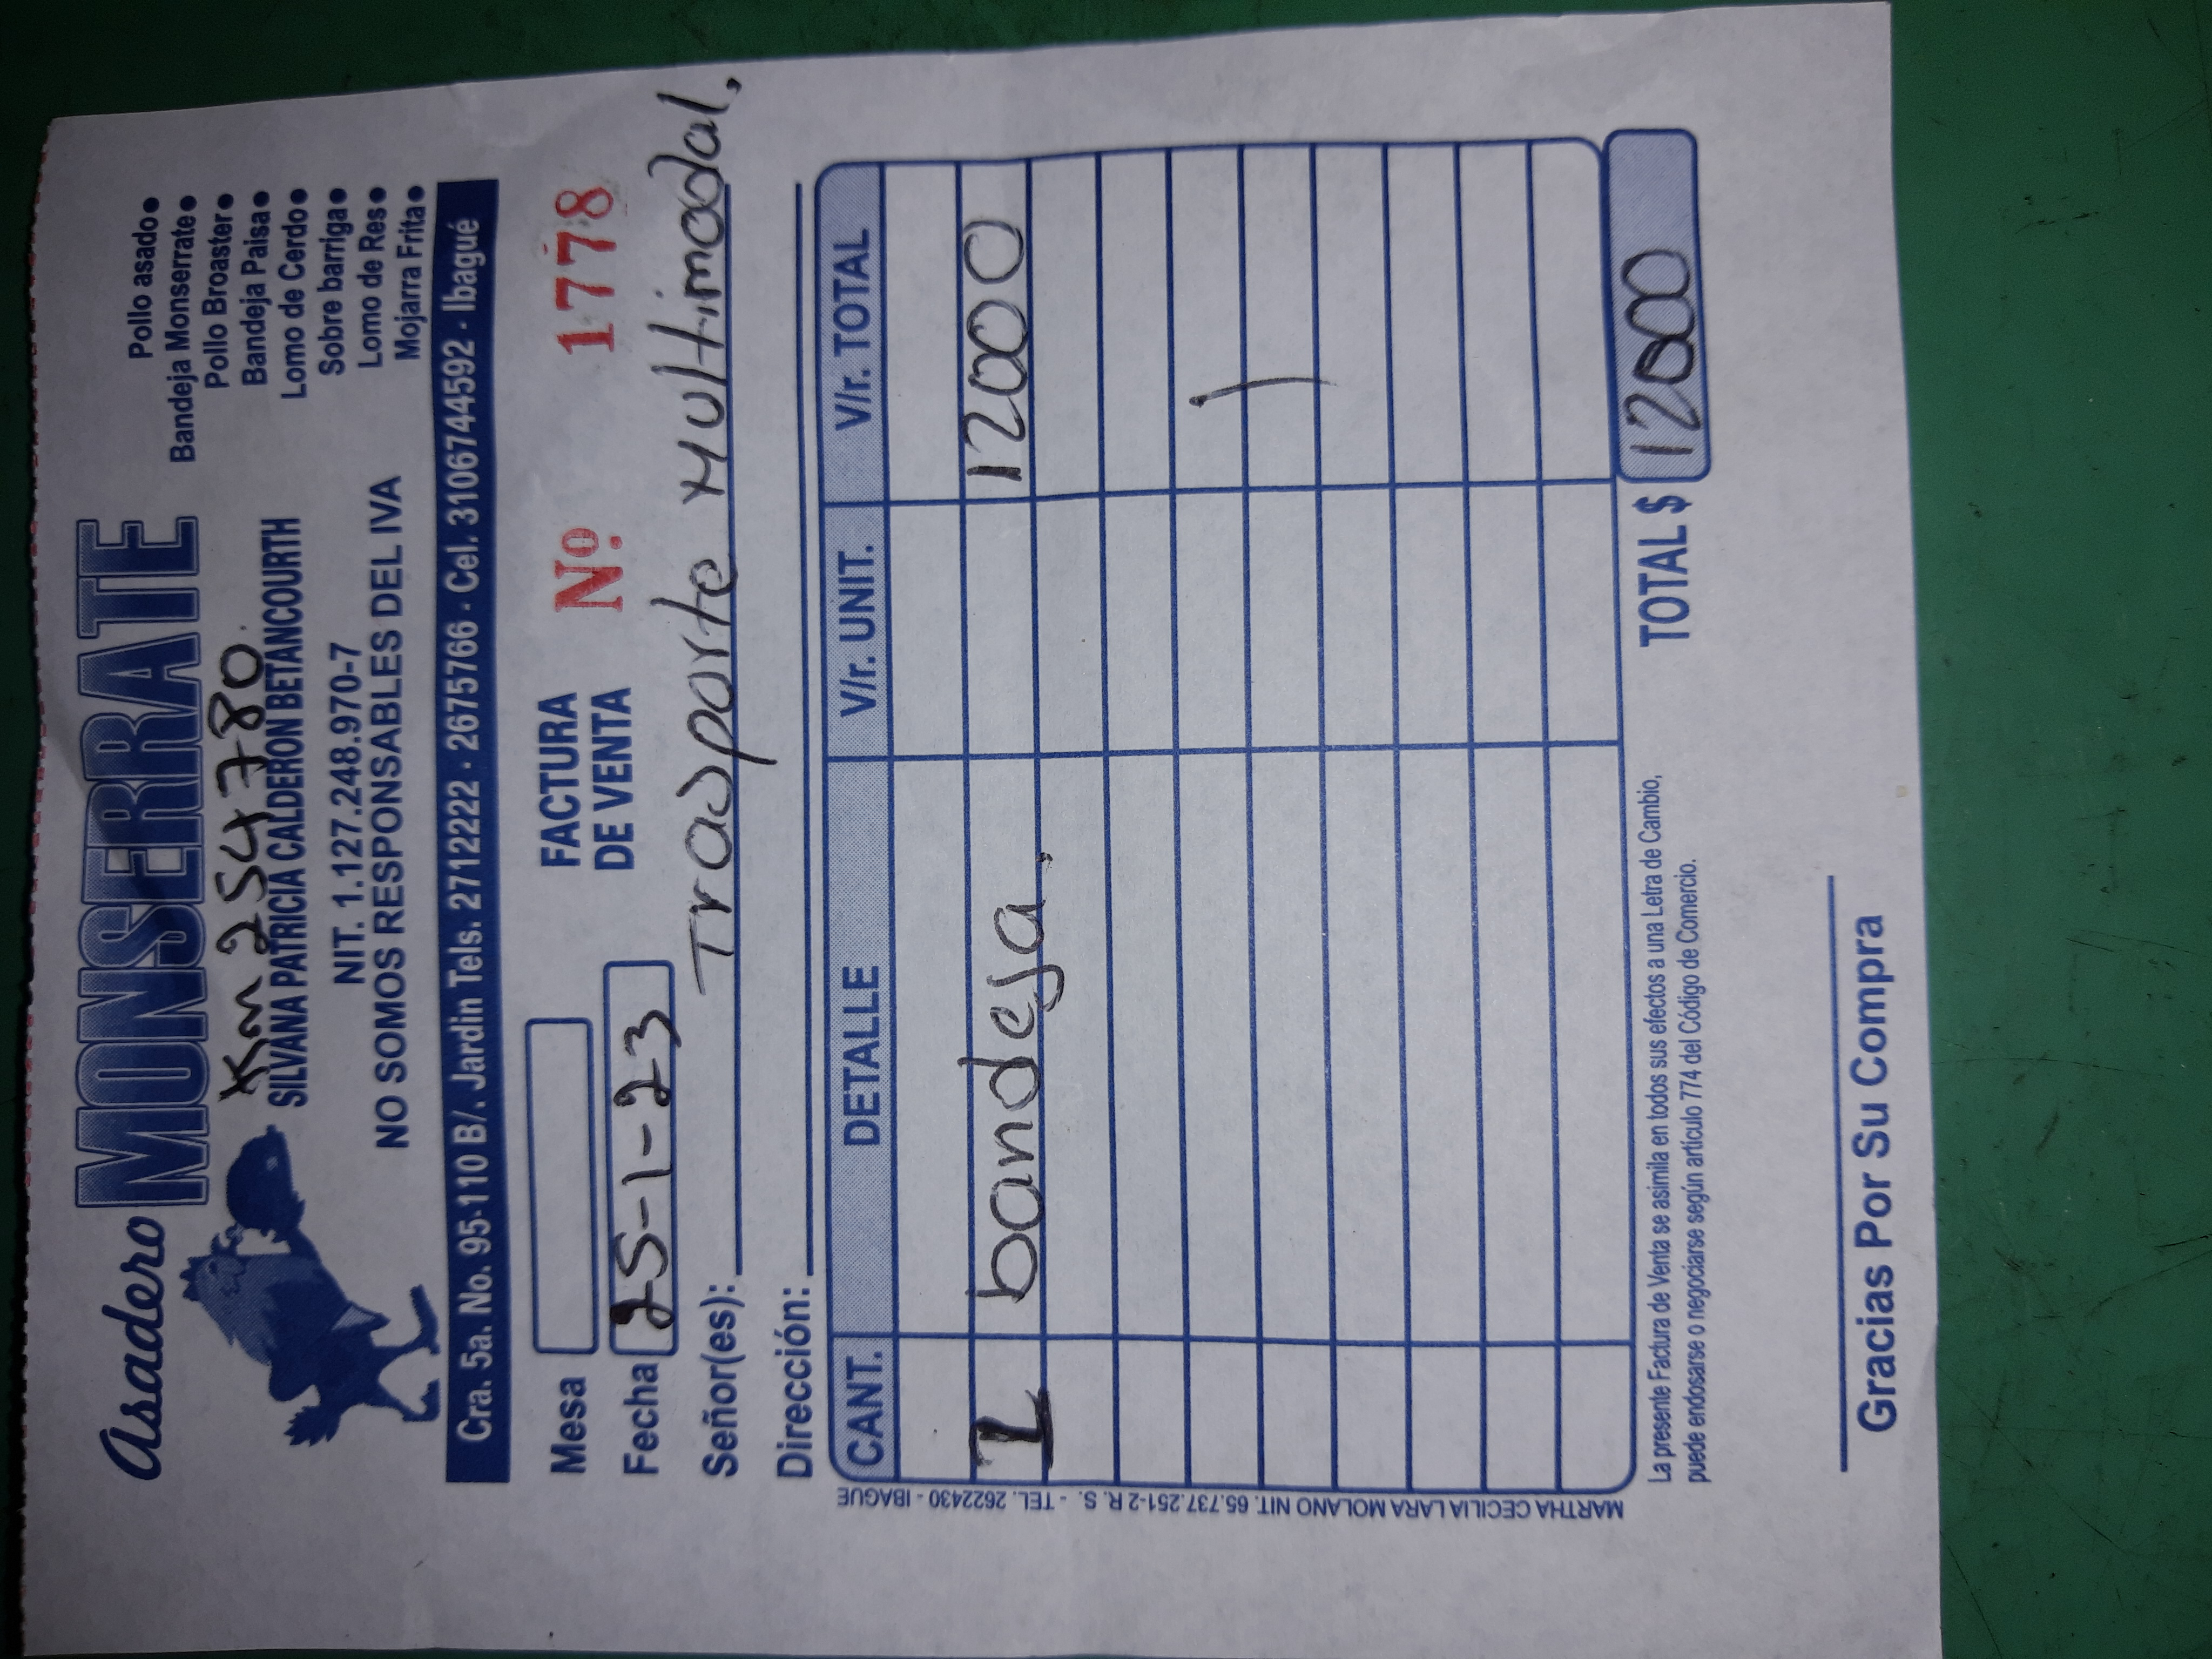 Asadero MONSERRATE
Km 254780.
SILVANA PATRICIA CALDERON BETANCOURTH
NIT. 1.127.248.970-7
NO SOMOS RESPONSABLES DEL IVA
Pollo asado●
Bandeja Monserrate●
Pollo Broaster●
Bandeja Paisa●
Lomo de Cerdo●
Sobre barriga●
Lomo de Res●
Mojarra Frita●
Cra. 5a. No. 95-110 B/. Jardin Tels. 2712222 - 2675766 - Cel. 3106744592 - Ibagué
Mesa
FACTURA
DE VENTA
Nº 1778
Fecha 25-1-23
Señor(es): Trasporte Multimodal,
Dirección:
CANT. DETALLE V/r. UNIT. V/r. TOTAL
1 bandeja. 12000
MARTHA CECILIA LARA MOLANO NIT. 65.737.251-2 R. S. - TEL. 2622430 - IBAGUE
La presente Factura de Venta se asimila en todos sus efectos a una Letra de Cambio,
puede endosarse o negociarse según artículo 774 del Código de Comercio.
TOTAL $ 12000
Gracias Por Su Compra